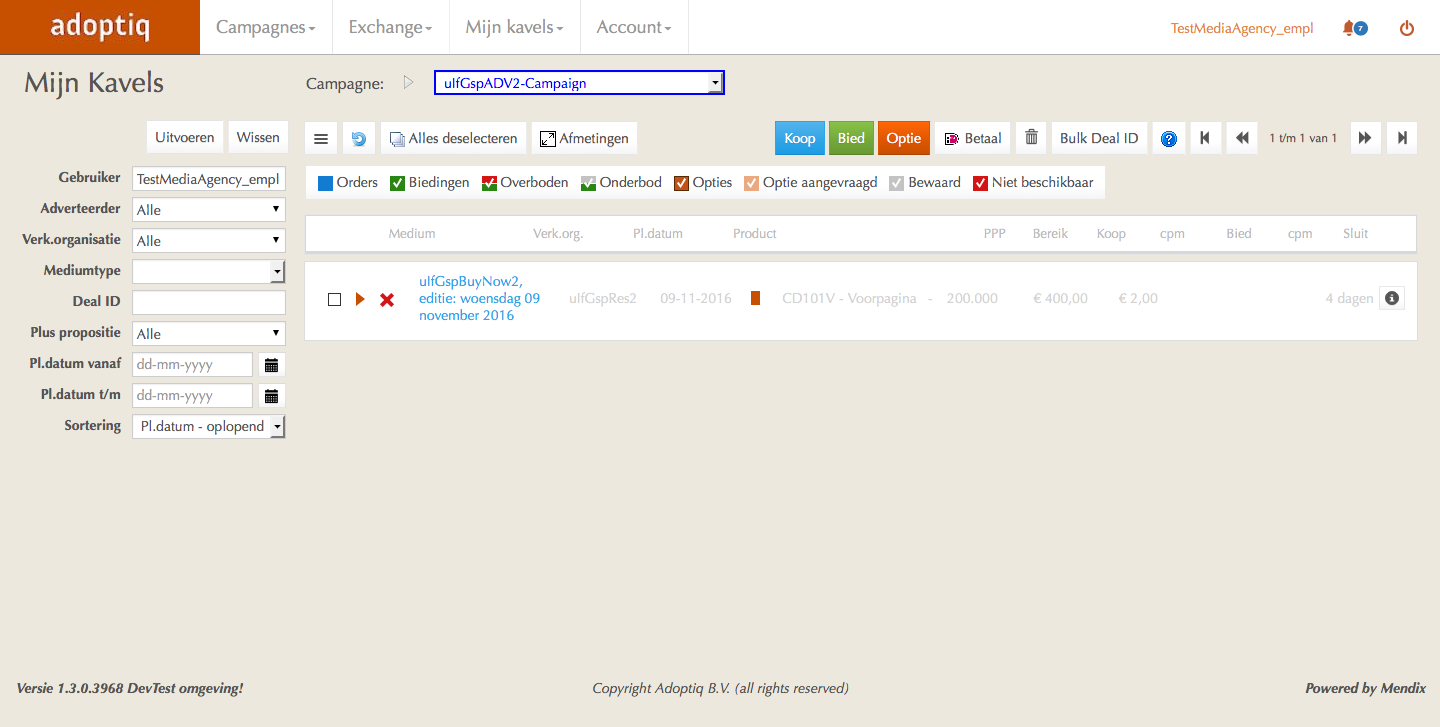 adoptiq Campagnes Exchange Mijn kavels Account TestMediaAgency_empl 7
Mijn Kavels Campagne: uIfGspADV2-Campaign
Uitvoeren Wissen Alles deselecteren Afmetingen Koop Bied Optie Betaal Bulk Deal ID ? 1 t/m 1 van 1
Gebruiker TestMediaAgency_empl
Orders Biedingen Overboden Onderbod Opties Optie aangevraagd Bewaard Niet beschikbaar
Adverteerder Alle
Verk.organisatie Alle
Medium Verk.org. Pl.datum Product PPP Bereik Koop cpm Bied cpm Sluit
Mediumtype
Deal ID
Plus propositie Alle
Pl.datum vanaf dd-mm-yyyy
Pl.datum t/m dd-mm-yyyy
Sortering Pl.datum - oplopend
uIfGspBuyNow2,
editie: woensdag 09
november 2016
uIfGspRes2 09-11-2016 CD101V - Voorpagina - 200.000 € 400,00 € 2,00 4 dagen
Versie 1.3.0.3968 DevTest omgeving! Copyright Adoptiq B.V. (all rights reserved) Powered by Mendix